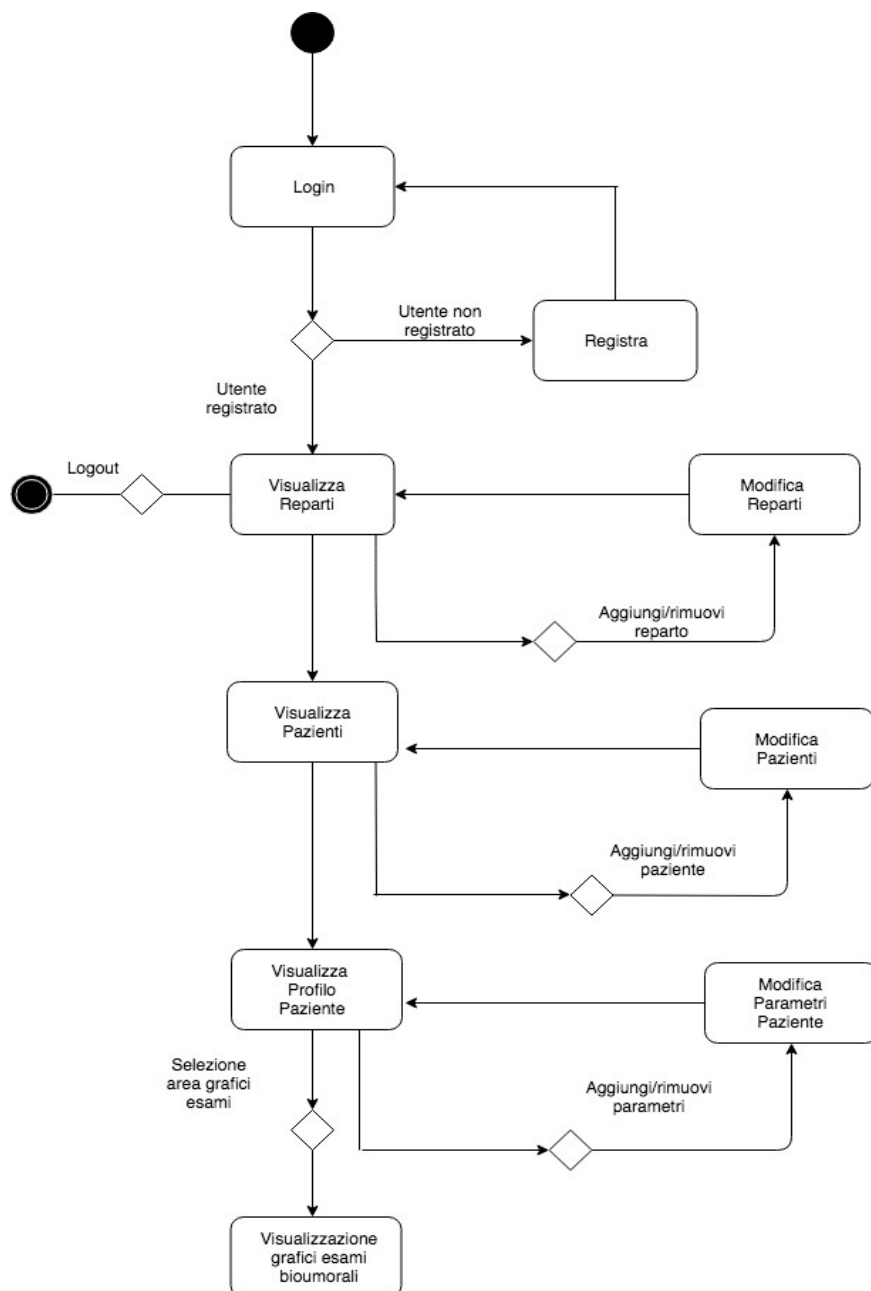 Login
Utente non
registrato
Registra
Utente
registrato
Logout
Visualizza
Reparti
Modifica
Reparti
Aggiungi/rimuovi
reparto
Visualizza
Pazienti
Modifica
Pazienti
Aggiungi/rimuovi
paziente
Visualizza
Profilo
Paziente
Modifica
Parametri
Paziente
Selezione
area grafici
esami
Aggiungi/rimuovi
parametri
Visualizzazione
grafici esami
bioumorali